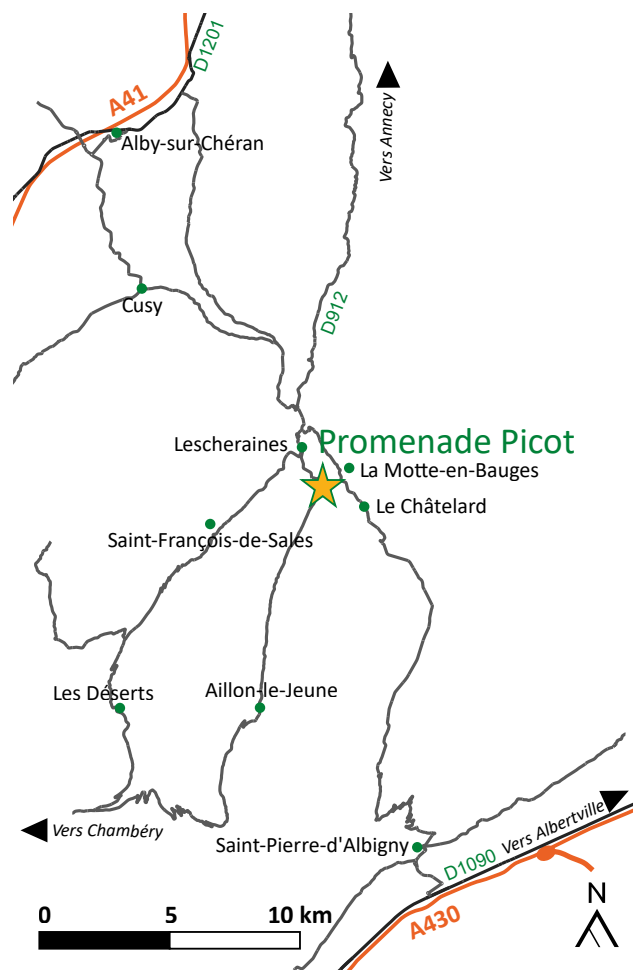 D1201
A41
Vers Annecy
Alby-sur-Chéran
Cusy
D912
Promenade Picot
Lescheraines
La Motte-en-Bauges
Le Châtelard
Saint-François-de-Sales
Les Déserts
Aillon-le-Jeune
Vers Chambéry
Vers Albertville
Saint-Pierre-d'Albigny
D1090
A430
0 5 10 km
N